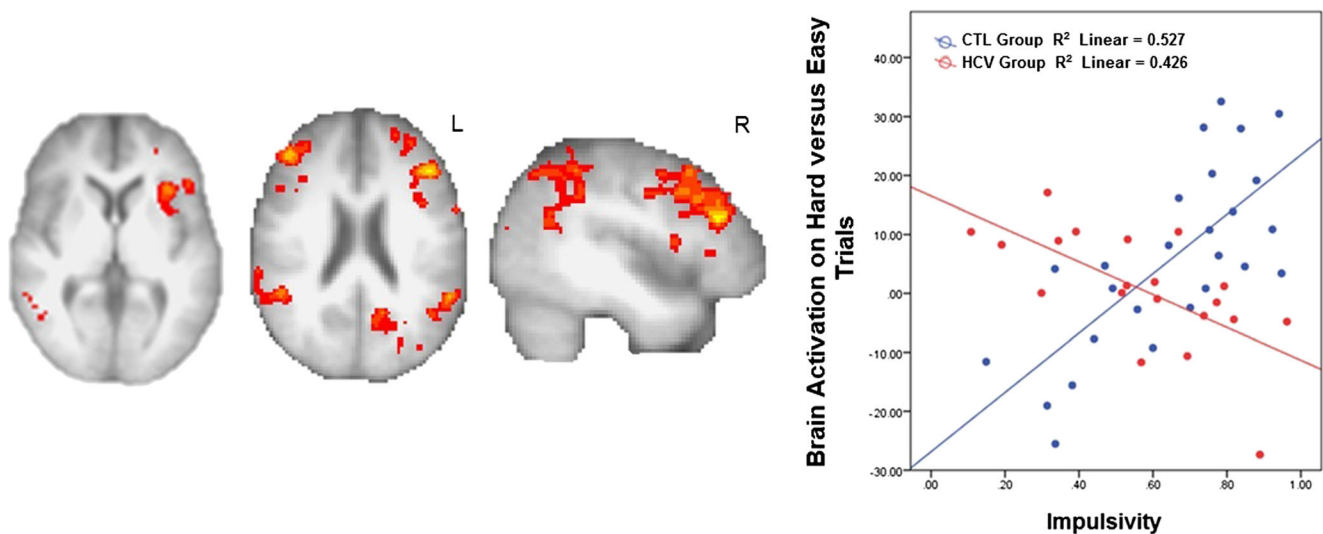 L
R
Brain Activation on Hard versus Easy
Trials
CTL Group R² Linear = 0.527
HCV Group R² Linear = 0.426
40.00
30.00
20.00
10.00
.00
-10.00
-20.00
-30.00
.00 .20 .40 .60 .80 1.00
Impulsivity